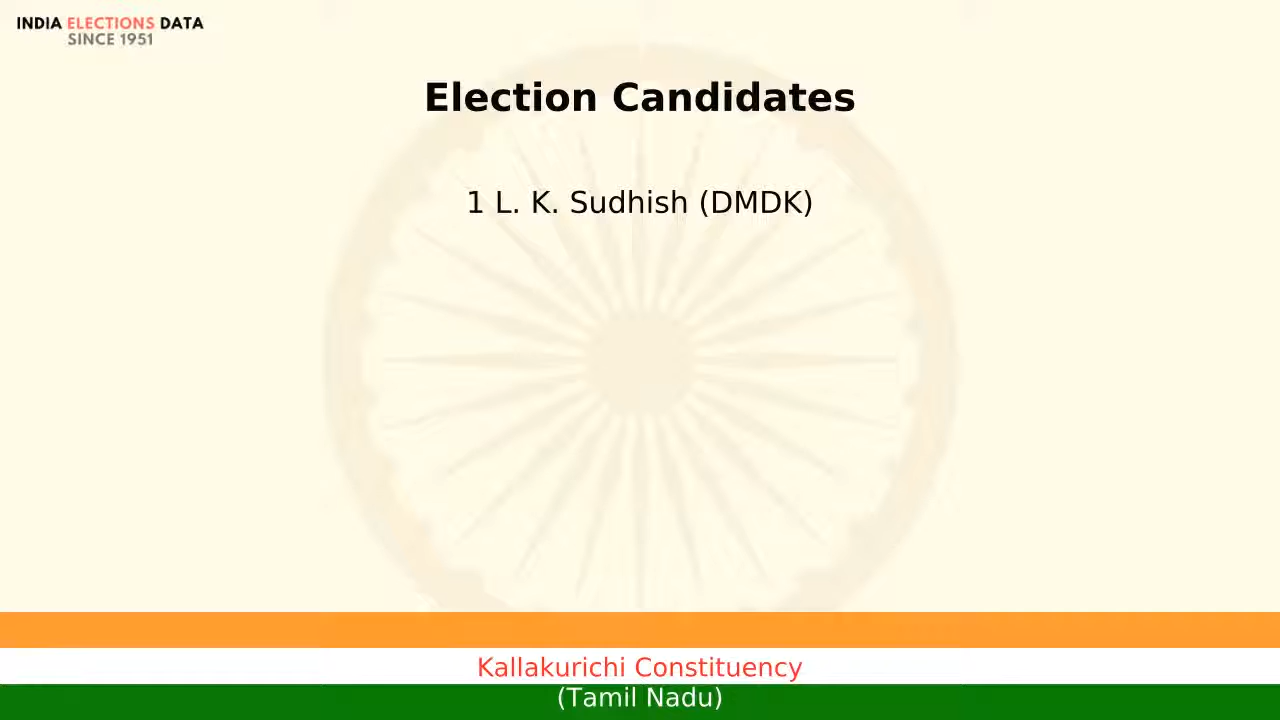 INDIA ELECTIONS DATA
SINCE 1951
Election Candidates
1 L. K. Sudhish (DMDK)
Kallakurichi Constituency
(Tamil Nadu)